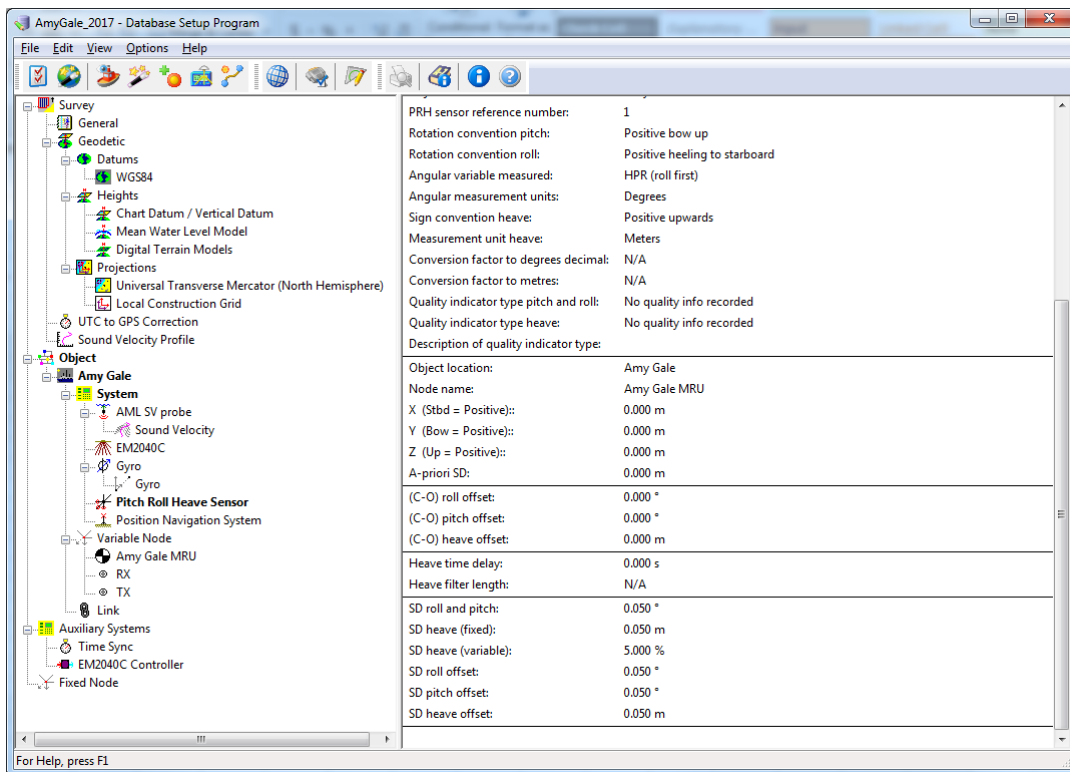 AmyGale_2017 - Database Setup Program
File Edit View Options Help
Survey
General
Geodetic
Datums
WGS84
Heights
Chart Datum / Vertical Datum
Mean Water Level Model
Digital Terrain Models
Projections
Universal Transverse Mercator (North Hemisphere)
Local Construction Grid
UTC to GPS Correction
Sound Velocity Profile
Object
Amy Gale
System
AML SV probe
Sound Velocity
EM2040C
Gyro
Gyro
Pitch Roll Heave Sensor
Position Navigation System
Variable Node
Amy Gale MRU
RX
TX
Link
Auxiliary Systems
Time Sync
EM2040C Controller
Fixed Node
PRH sensor reference number: 1
Rotation convention pitch: Positive bow up
Rotation convention roll: Positive heeling to starboard
Angular variable measured: HPR (roll first)
Angular measurement units: Degrees
Sign convention heave: Positive upwards
Measurement unit heave: Meters
Conversion factor to degrees decimal: N/A
Conversion factor to metres: N/A
Quality indicator type pitch and roll: No quality info recorded
Quality indicator type heave: No quality info recorded
Description of quality indicator type:
Object location: Amy Gale
Node name: Amy Gale MRU
X (Stbd = Positive):: 0.000 m
Y (Bow = Positive):: 0.000 m
Z (Up = Positive):: 0.000 m
A-priori SD: 0.000 m
(C-O) roll offset: 0.000 °
(C-O) pitch offset: 0.000 °
(C-O) heave offset: 0.000 m
Heave time delay: 0.000 s
Heave filter length: N/A
SD roll and pitch: 0.050 °
SD heave (fixed): 0.050 m
SD heave (variable): 5.000 %
SD roll offset: 0.050 °
SD pitch offset: 0.050 °
SD heave offset: 0.050 m
For Help, press F1